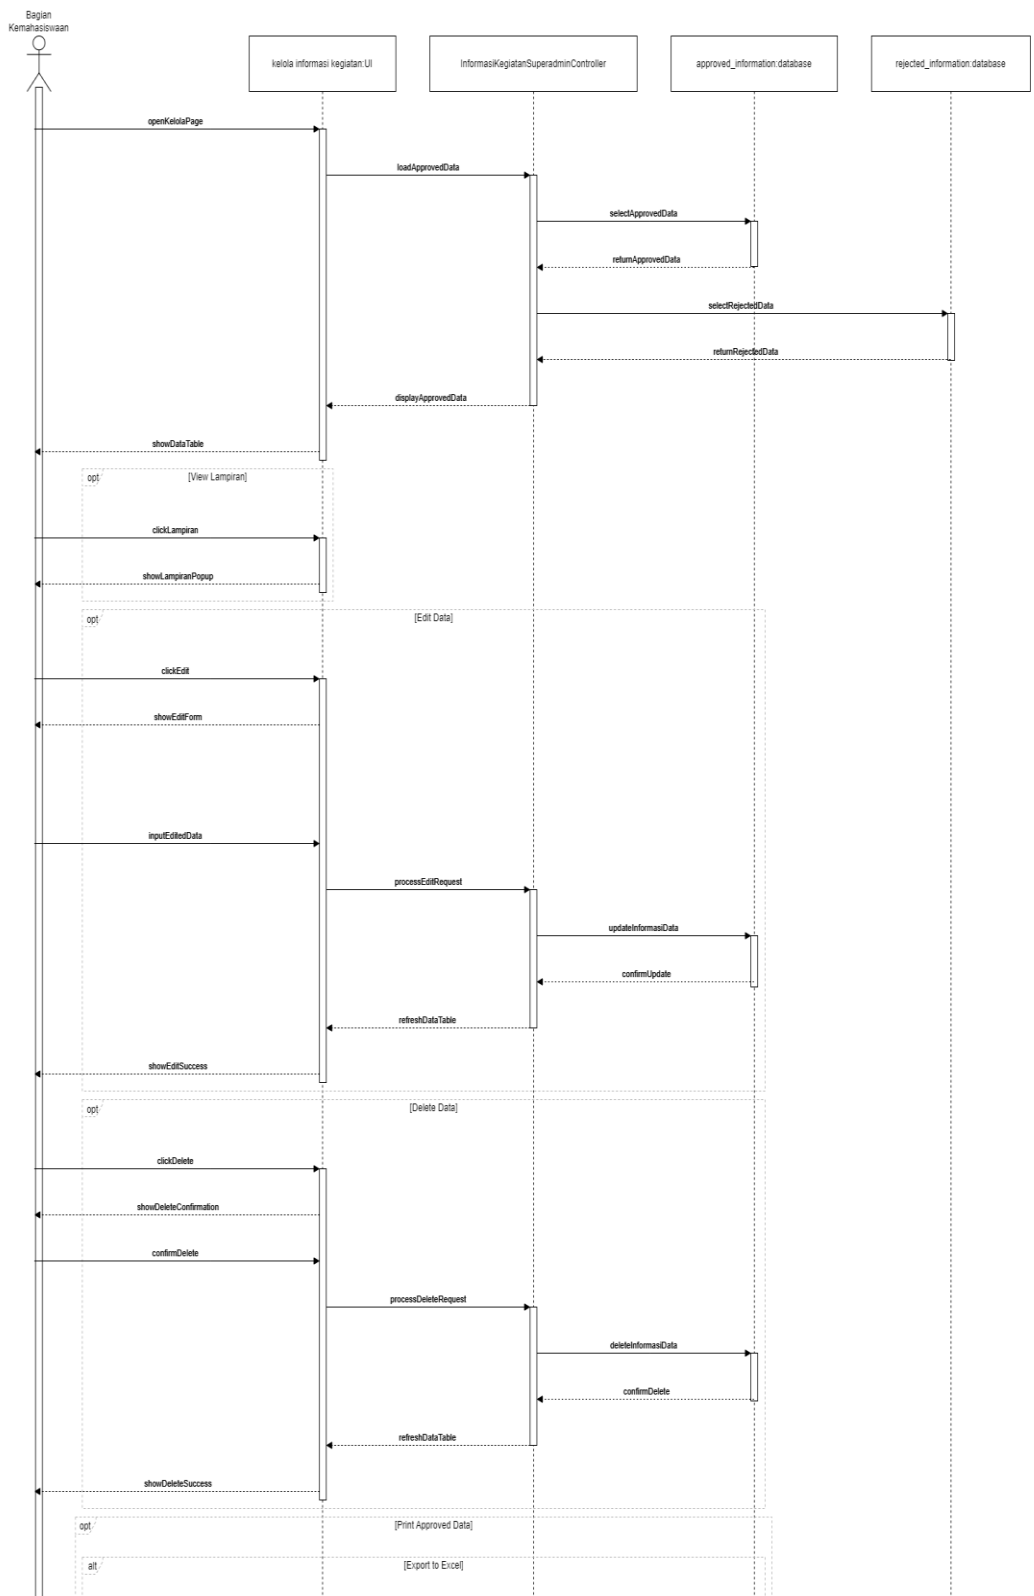 Bagian
Kemahasiswaan
kelola informasi kegiatan:UI
InformasiKegiatanSuperadminController
approved_information:database
rejected_information:database
openKelolaPage
loadApprovedData
selectApprovedData
returnApprovedData
selectRejectedData
returnRejectedData
displayApprovedData
showDataTable
opt
[View Lampiran]
clickLampiran
showLampiranPopup
opt
[Edit Data]
clickEdit
showEditForm
inputEditedData
processEditRequest
updateInformasiData
confirmUpdate
refreshDataTable
showEditSuccess
opt
[Delete Data]
clickDelete
showDeleteConfirmation
confirmDelete
processDeleteRequest
deleteInformasiData
confirmDelete
refreshDataTable
showDeleteSuccess
opt
[Print Approved Data]
alt
[Export to Excel]